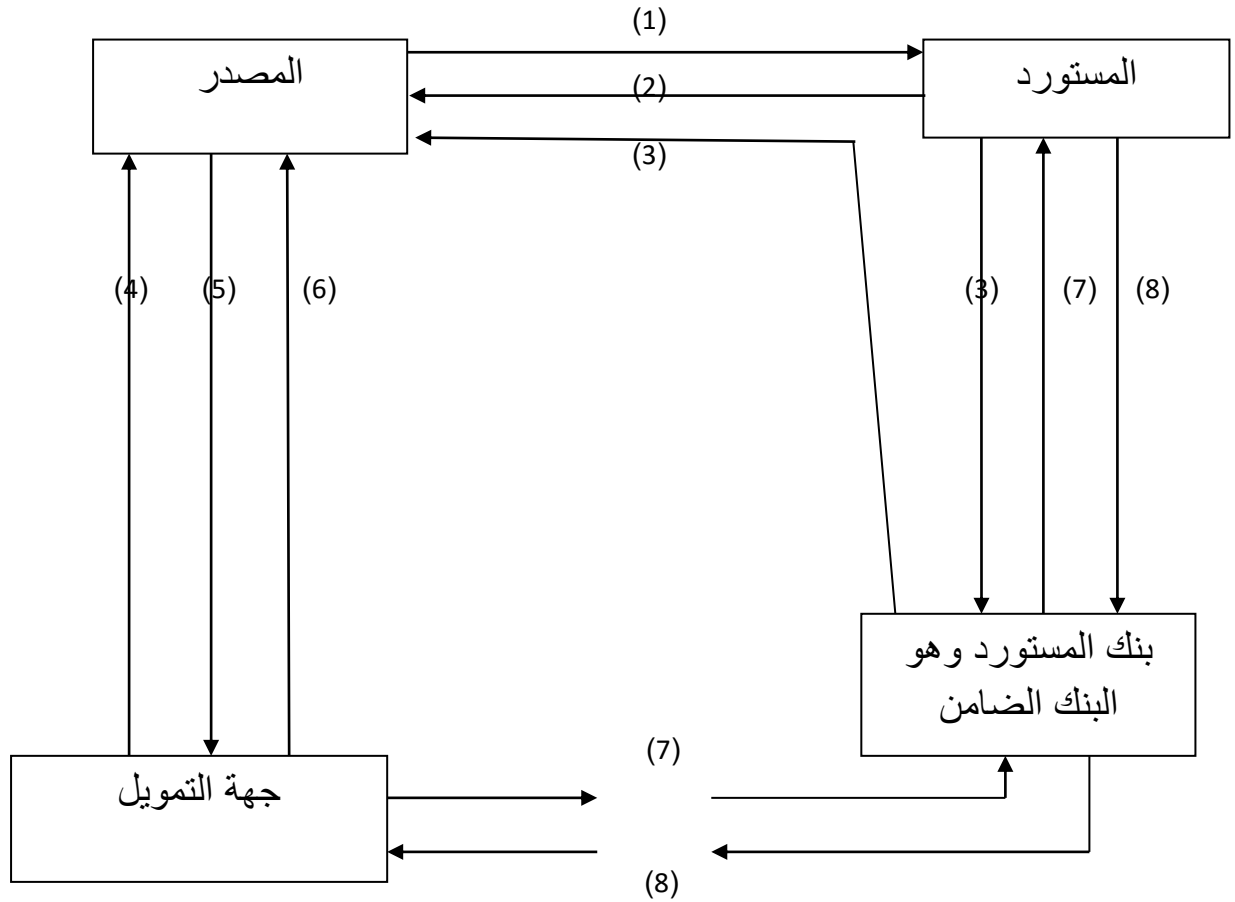 (1)
المصدر
المستورد
(2)
(3)
(4)
(5)
(6)
(3)
(7)
(8)
بنك المستورد وهو
البنك الضامن
(7)
جهة التمويل
(8)